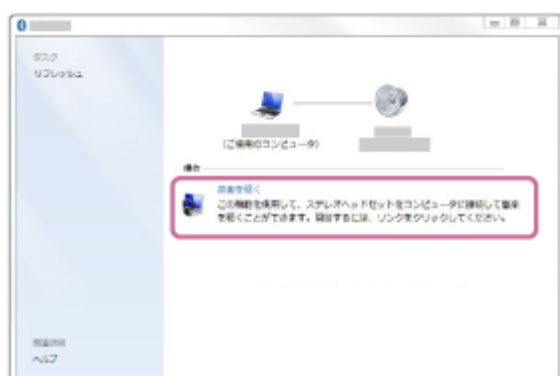 タスク
リフレッシュ
(ご使用のコンピュータ)
操作
音楽を聴く
この機能を使用して、ステレオヘッドセットをコンピュータに接続して音楽
を聴くことができます。開始するには、リンクをクリックしてください。
関連項目
ヘルプ